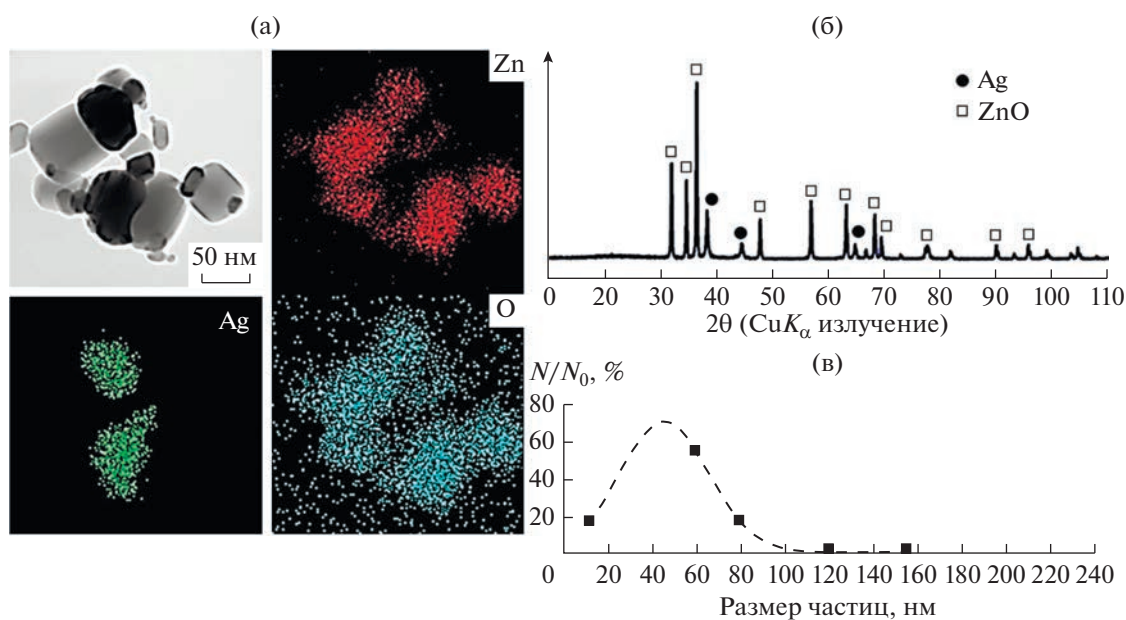 (а)
Zn
50 нм
Ag
O
(б)
Ag
ZnO
0 10 20 30 40 50 60 70 80 90 100 110
2θ (CuKα излучение)
(в)
N/N0, %
80
60
40
20
0 20 40 60 80 100 120 140 160 180 200 220 240
Размер частиц, нм